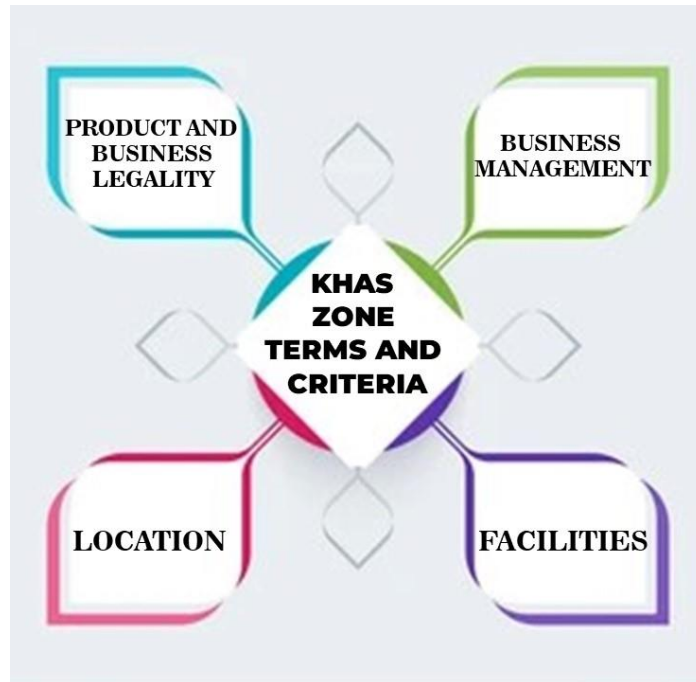 PRODUCT AND
BUSINESS
LEGALITY
BUSINESS
MANAGEMENT
KHAS
ZONE
TERMS AND
CRITERIA
LOCATION
FACILITIES